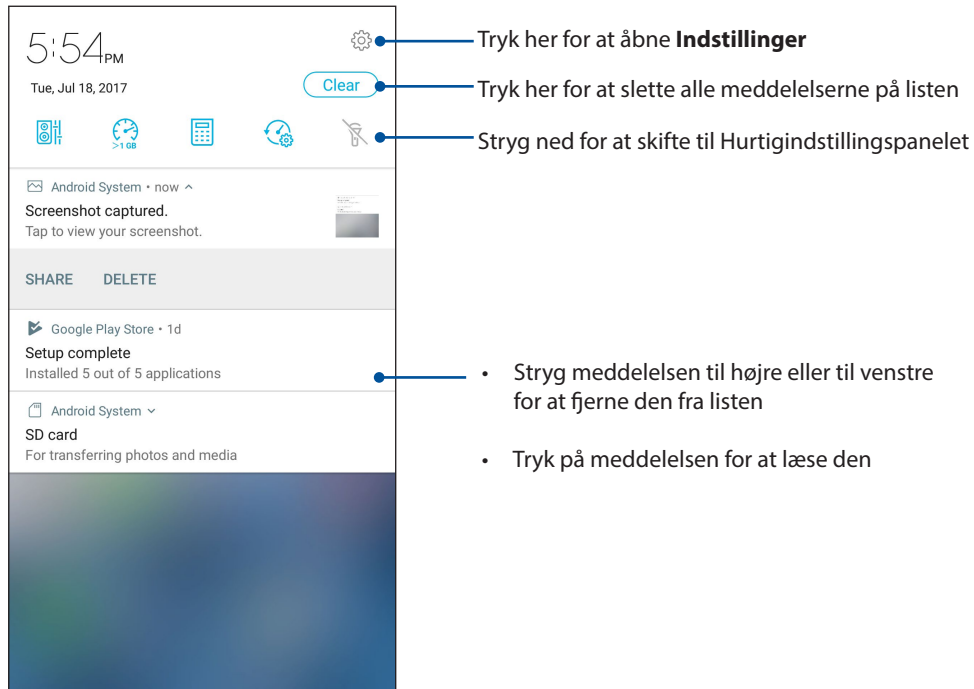 5:54PM
Tryk her for at åbne Indstillinger
Tue, Jul 18, 2017
Clear
Tryk her for at slette alle meddelelserne på listen
>1 GB
Stryg ned for at skifte til Hurtigindstillingspanelet
Android System • now
Screenshot captured.
Tap to view your screenshot.
SHARE DELETE
Google Play Store • 1d
Setup complete
Installed 5 out of 5 applications
• Stryg meddelelsen til højre eller til venstre
for at fjerne den fra listen
Android System
SD card
For transferring photos and media
• Tryk på meddelelsen for at læse den